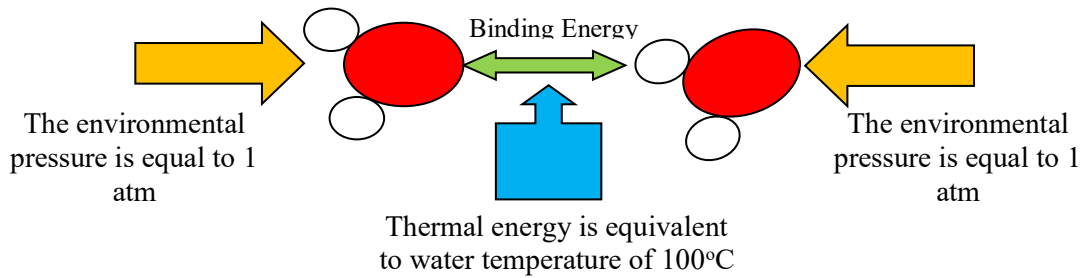 Binding Energy
The environmental
pressure is equal to 1
atm
The environmental
pressure is equal to 1
atm
Thermal energy is equivalent
to water temperature of 100°C